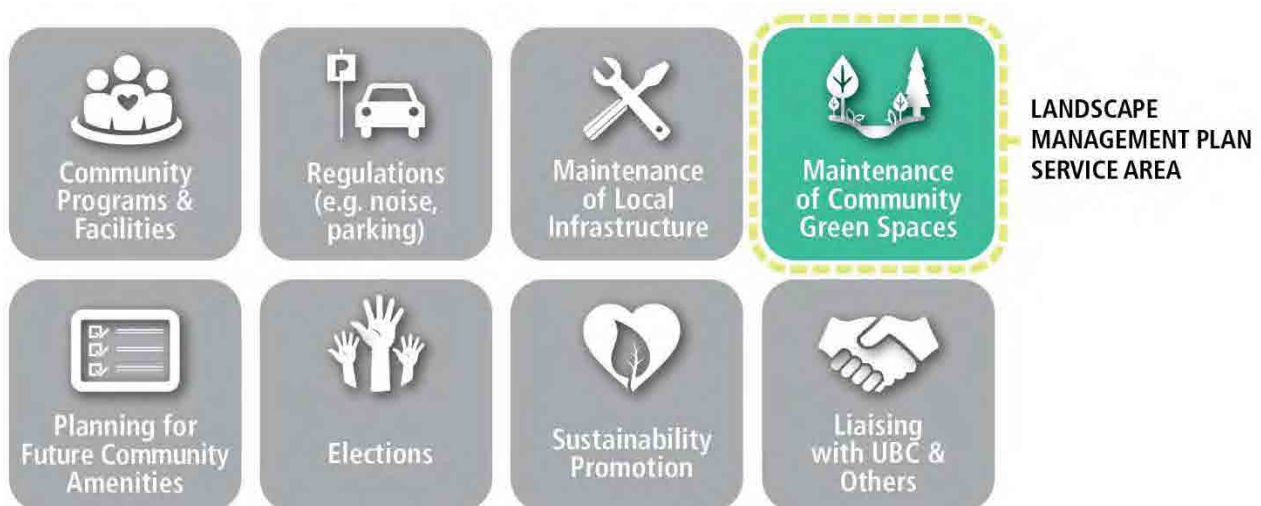 Community
Programs &
Facilities
P
Regulations
(e.g. noise,
parking)
Maintenance
of Local
Infrastructure
Maintenance
of Community
Green Spaces
LANDSCAPE
MANAGEMENT PLAN
SERVICE AREA
Planning for
Future Community
Amenities
Elections
Sustainability
Promotion
Liaising
with UBC &
Others